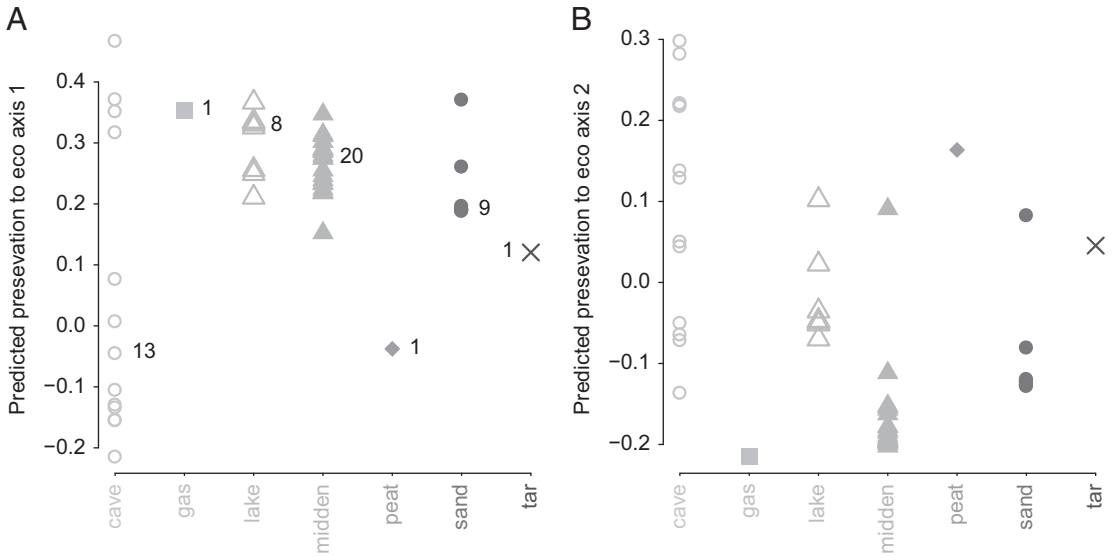 A
Predicted presevation to eco axis 1
0.4
0.3
0.2
0.1
0.0
−0.1
−0.2
13
1
8
20
1
9
1
cave
gas
lake
midden
peat
sand
tar
B
Predicted presevation to eco axis 2
0.3
0.2
0.1
0.0
−0.1
−0.2
cave
gas
lake
midden
peat
sand
tar